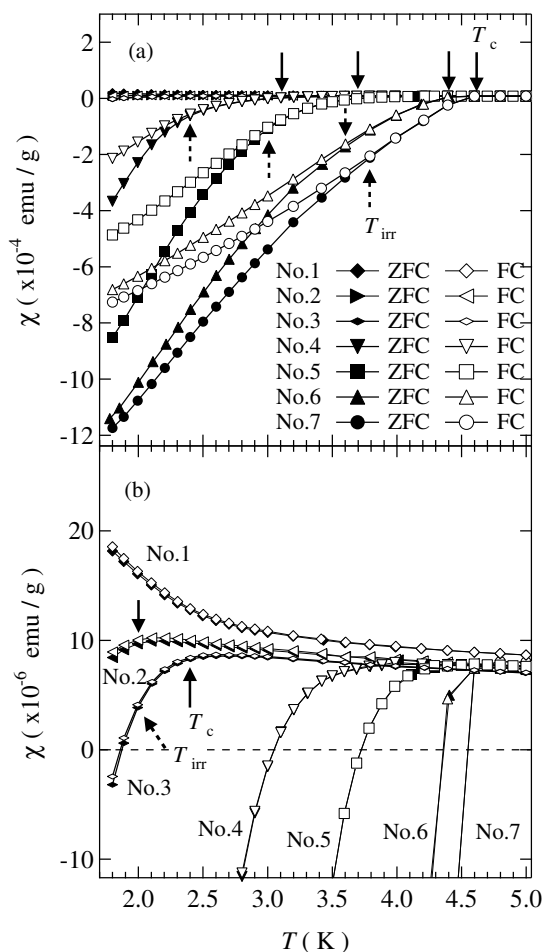 2
0
-2
-4
-6
-8
-10
-12
χ ( x10⁻⁴ emu / g )
(a)
T c
T irr
No.1 ZFC FC
No.2 ZFC FC
No.3 ZFC FC
No.4 ZFC FC
No.5 ZFC FC
No.6 ZFC FC
No.7 ZFC FC
20
10
0
-10
χ ( x10⁻⁶ emu / g )
(b)
No.1
No.2
No.3
T c
T irr
No.4
No.5
No.6
No.7
2.0 2.5 3.0 3.5 4.0 4.5 5.0
T ( K )